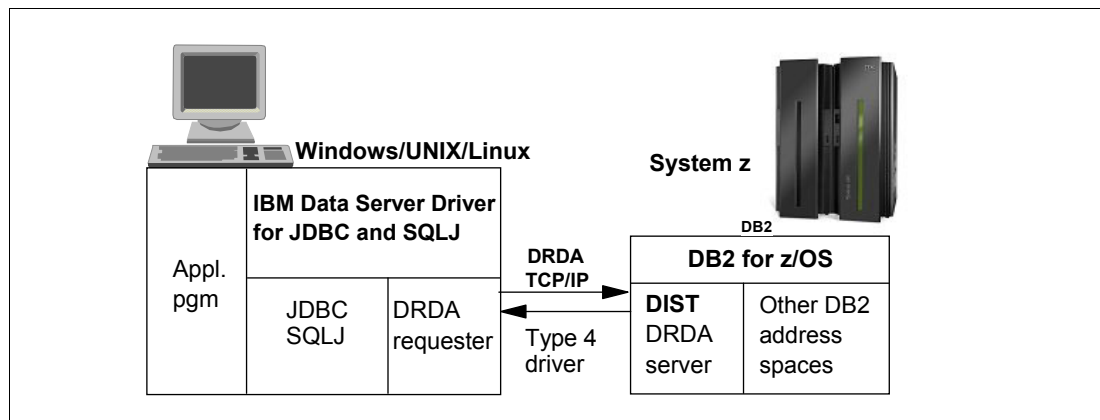 Windows/UNIX/Linux
Appl.
pgm
IBM Data Server Driver
for JDBC and SQLJ
JDBC
SQLJ
DRDA
requester
DRDA
TCP/IP
Type 4
driver
System z
DB2
DB2 for z/OS
DIST
DRDA
server
Other DB2
address
spaces